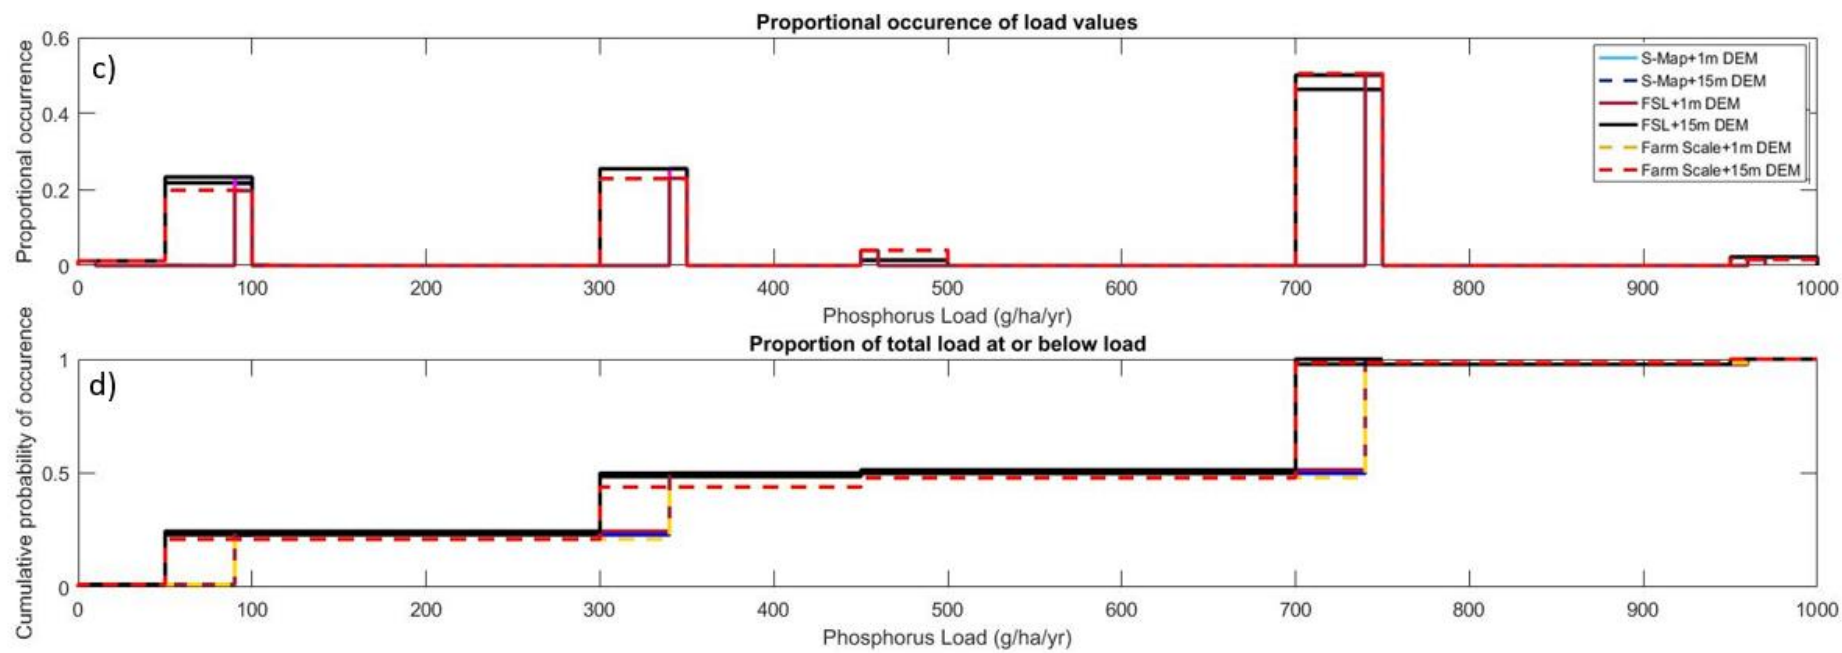 Proportional occurence of load values
c)
Proportional occurrence
0.6
0.4
0.2
0
S-Map+1m DEM
S-Map+15m DEM
FSL+1m DEM
FSL+15m DEM
Farm Scale+1m DEM
Farm Scale+15m DEM
0 100 200 300 400 500 600 700 800 900 1000
Phosphorus Load (g/ha/yr)
Proportion of total load at or below load
d)
Cumulative probability of occurence
1
0.5
0
0 100 200 300 400 500 600 700 800 900 1000
Phosphorus Load (g/ha/yr)